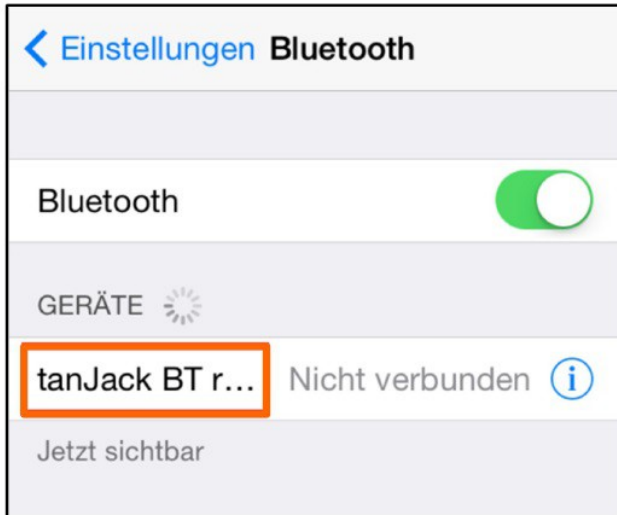 Einstellungen Bluetooth
Bluetooth
GERÄTE
tanJack BT r... Nicht verbunden i
Jetzt sichtbar